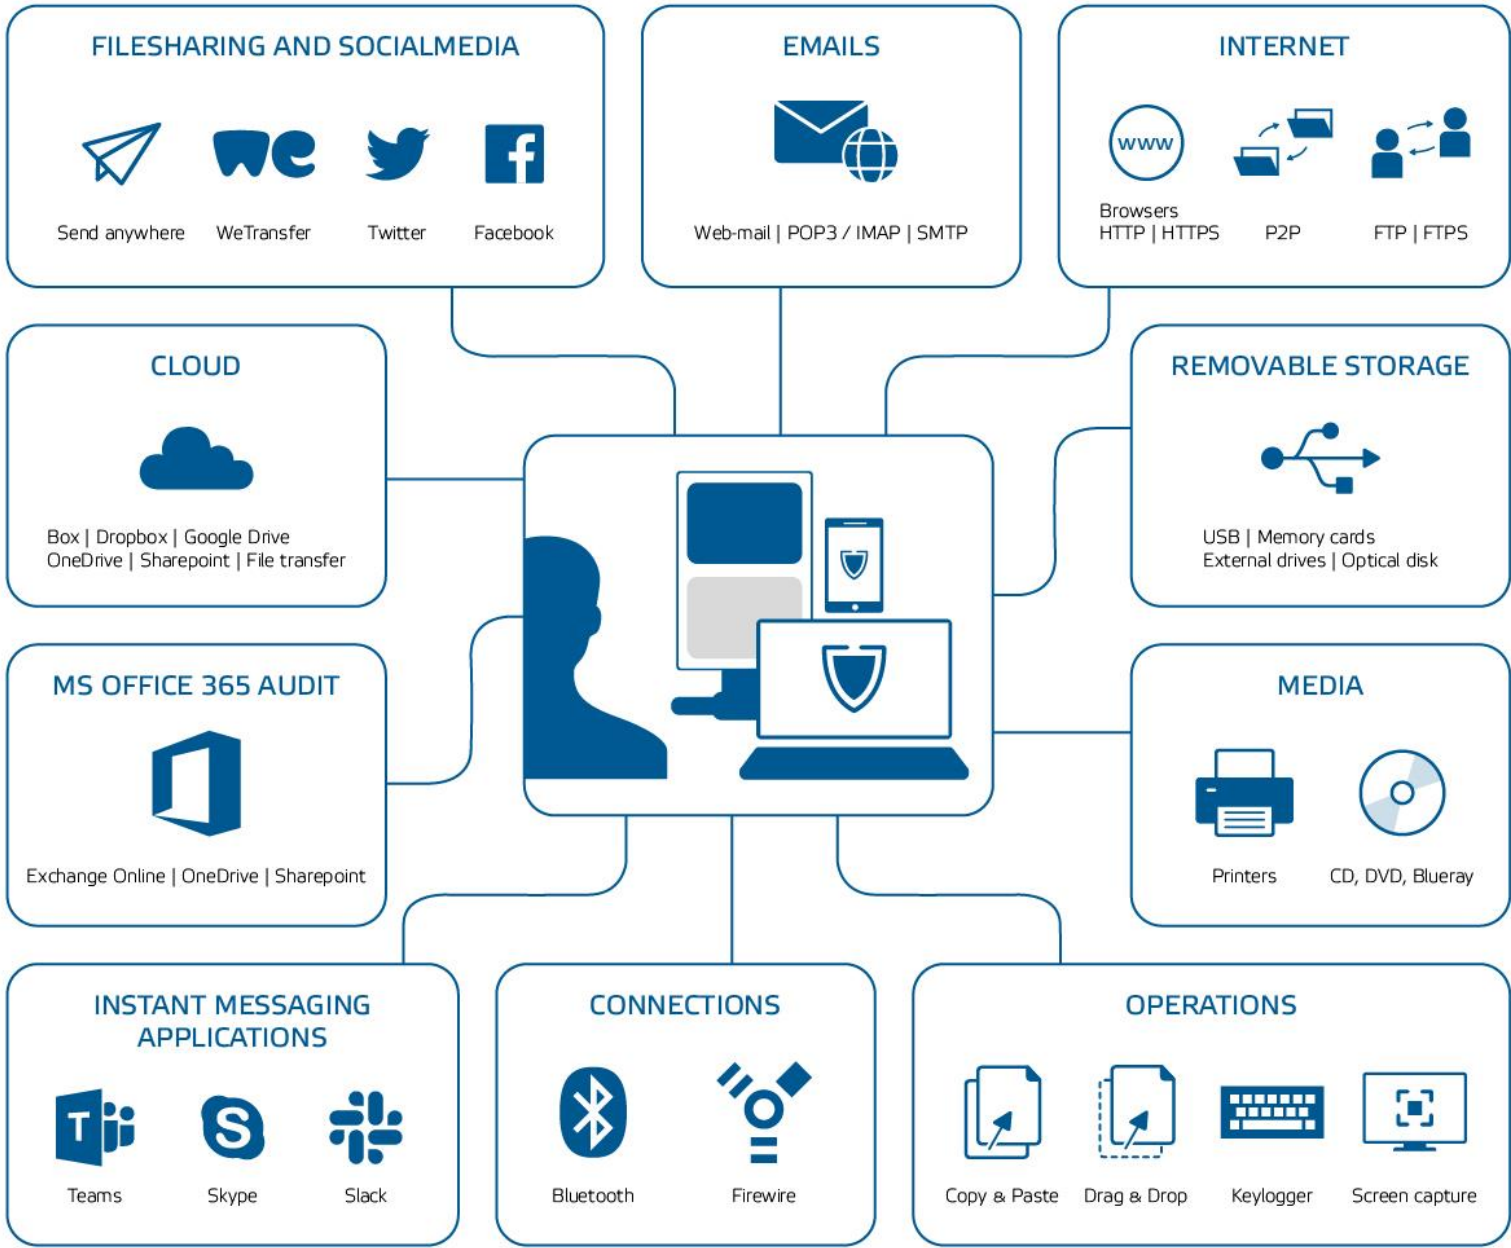 FILESHARING AND SOCIALMEDIA
Send anywhere
WeTransfer
Twitter
Facebook
EMAILS
Web-mail | POP3 / IMAP | SMTP
INTERNET
www
Browsers
HTTP | HTTPS
P2P
FTP | FTPS
CLOUD
Box | Dropbox | Google Drive
OneDrive | Sharepoint | File transfer
REMOVABLE STORAGE
USB | Memory cards
External drives | Optical disk
MS OFFICE 365 AUDIT
Exchange Online | OneDrive | Sharepoint
MEDIA
Printers
CD, DVD, Blueray
INSTANT MESSAGING
APPLICATIONS
T
S
Teams
Skype
Slack
CONNECTIONS
Bluetooth
Firewire
OPERATIONS
Copy & Paste
Drag & Drop
Keylogger
Screen capture